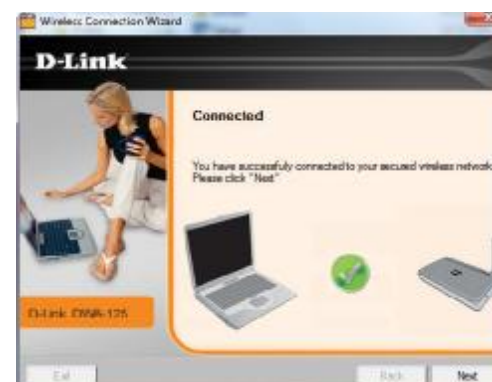 Wireless Connection Wizard
D-Link
Connected
You have successfuly connected to your secured wireless network.
Please click "Next"
D-Link DWA-125
Exit
Back
Next